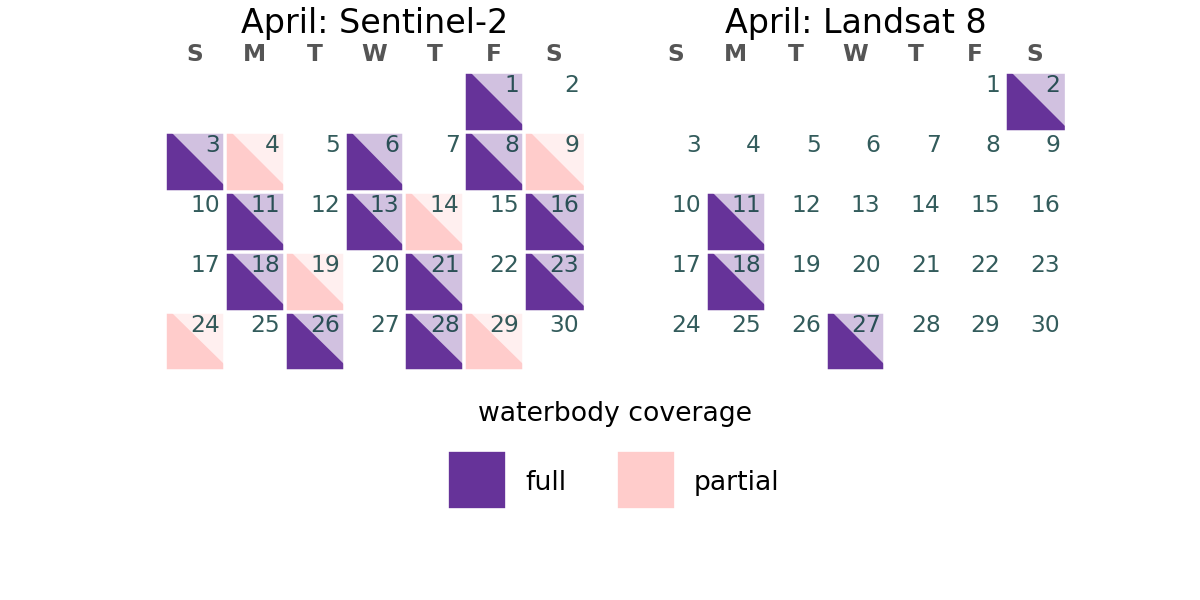 April: Sentinel-2
S M T W T F S
1 2
3 4 5 6 7 8 9
10 11 12 13 14 15 16
17 18 19 20 21 22 23
24 25 26 27 28 29 30
April: Landsat 8
S M T W T F S
1 2
3 4 5 6 7 8 9
10 11 12 13 14 15 16
17 18 19 20 21 22 23
24 25 26 27 28 29 30
waterbody coverage
full
partial